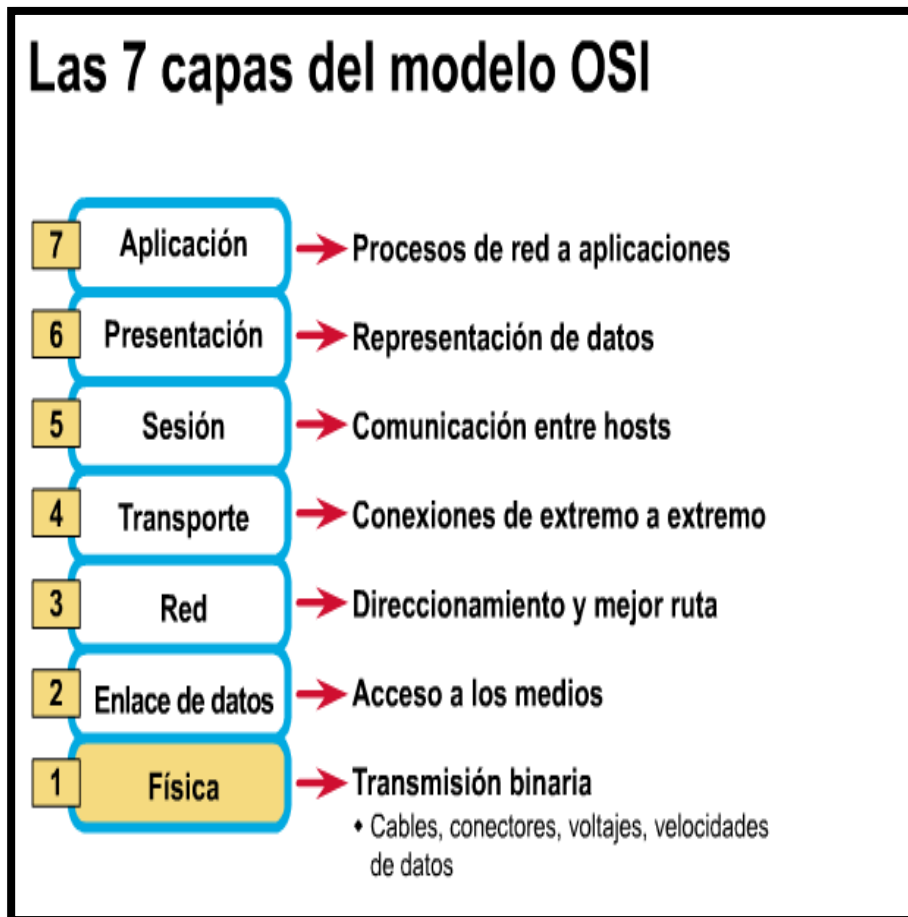 Las 7 capas del modelo OSI
7 Aplicación Procesos de red a aplicaciones
6 Presentación Representación de datos
5 Sesión Comunicación entre hosts
4 Transporte Conexiones de extremo a extremo
3 Red Direccionamiento y mejor ruta
2 Enlace de datos Acceso a los medios
1 Física Transmisión binaria
• Cables, conectores, voltajes, velocidades
de datos